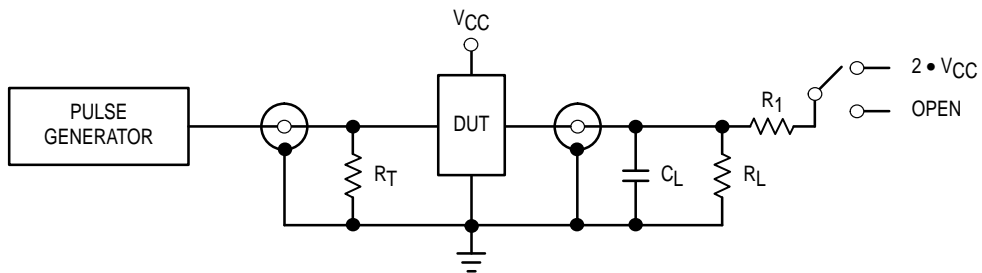 VCC
2 • VCC
OPEN
R1
PULSE
GENERATOR
DUT
RT
CL
RL